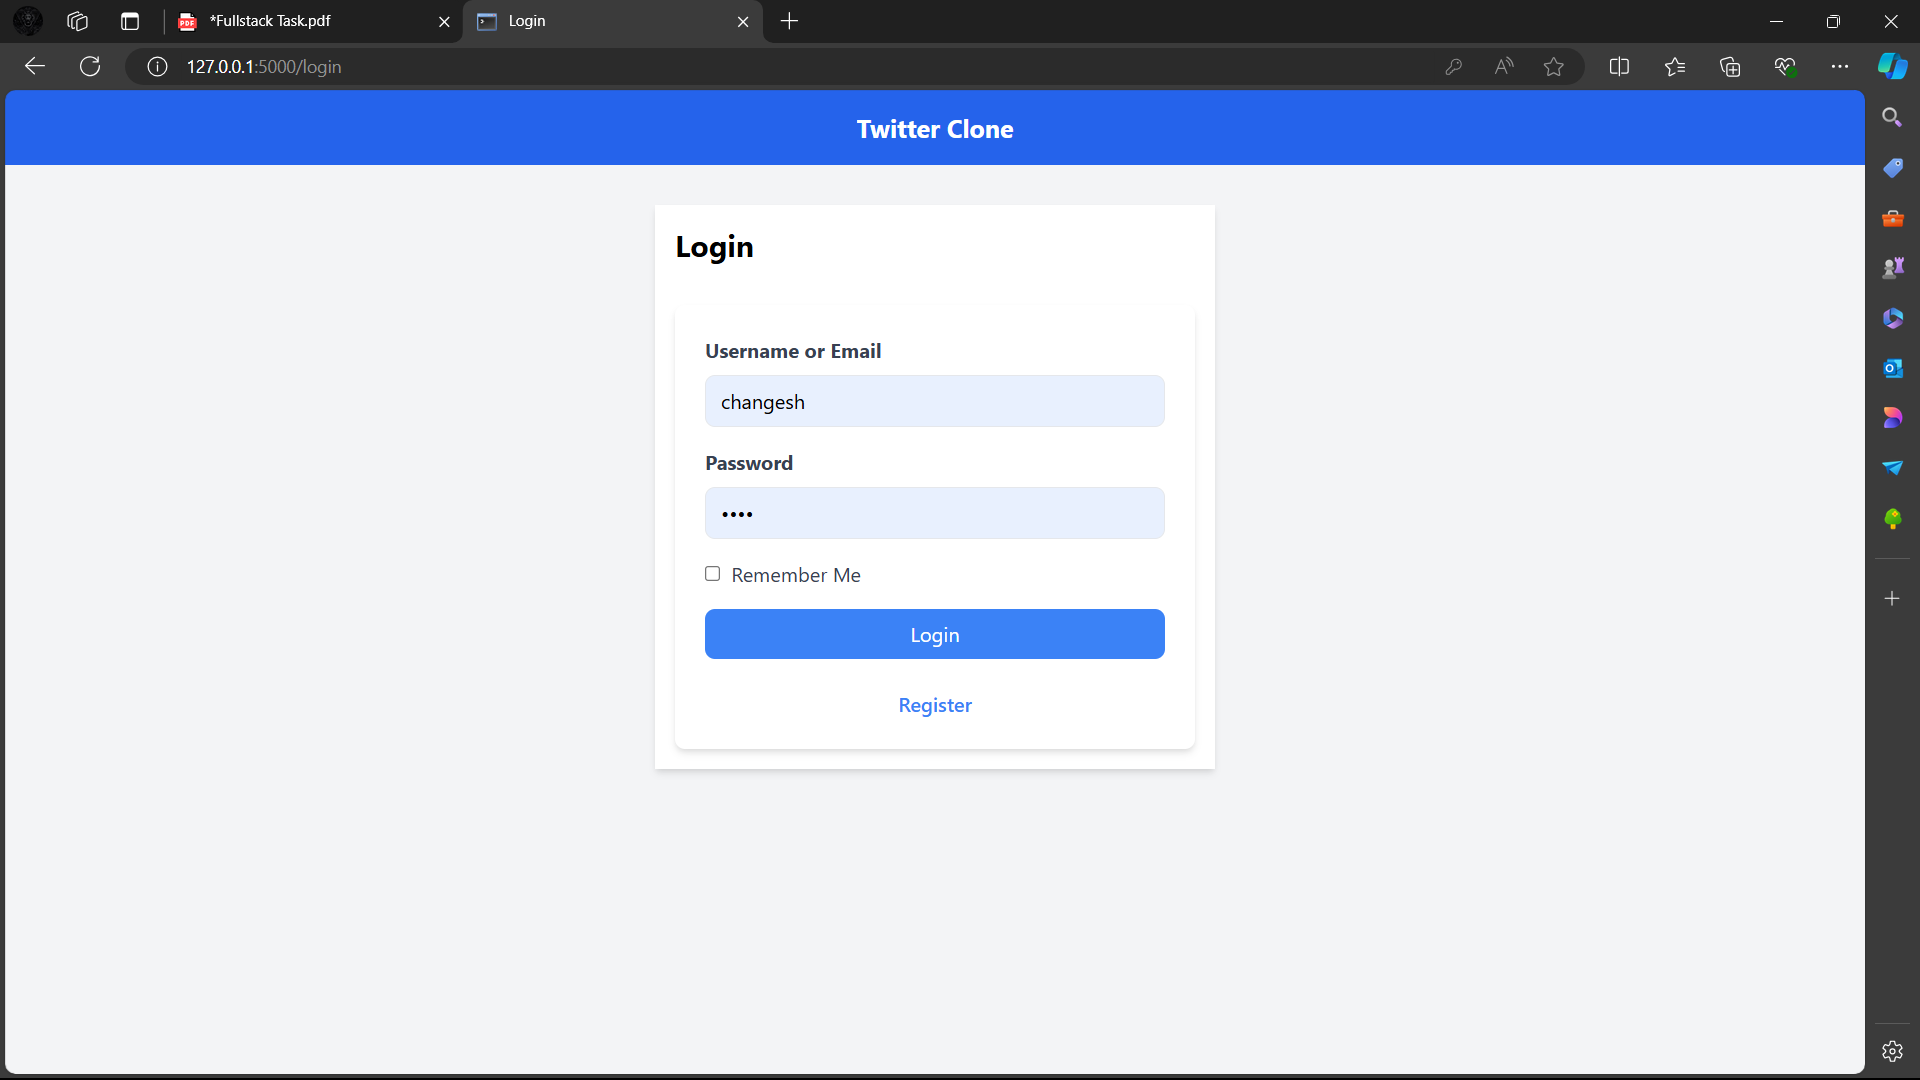 *Fullstack Task.pdf
Login
127.0.0.1:5000/login
Twitter Clone
Login
Username or Email
changesh
Password
••••
Remember Me
Login
Register